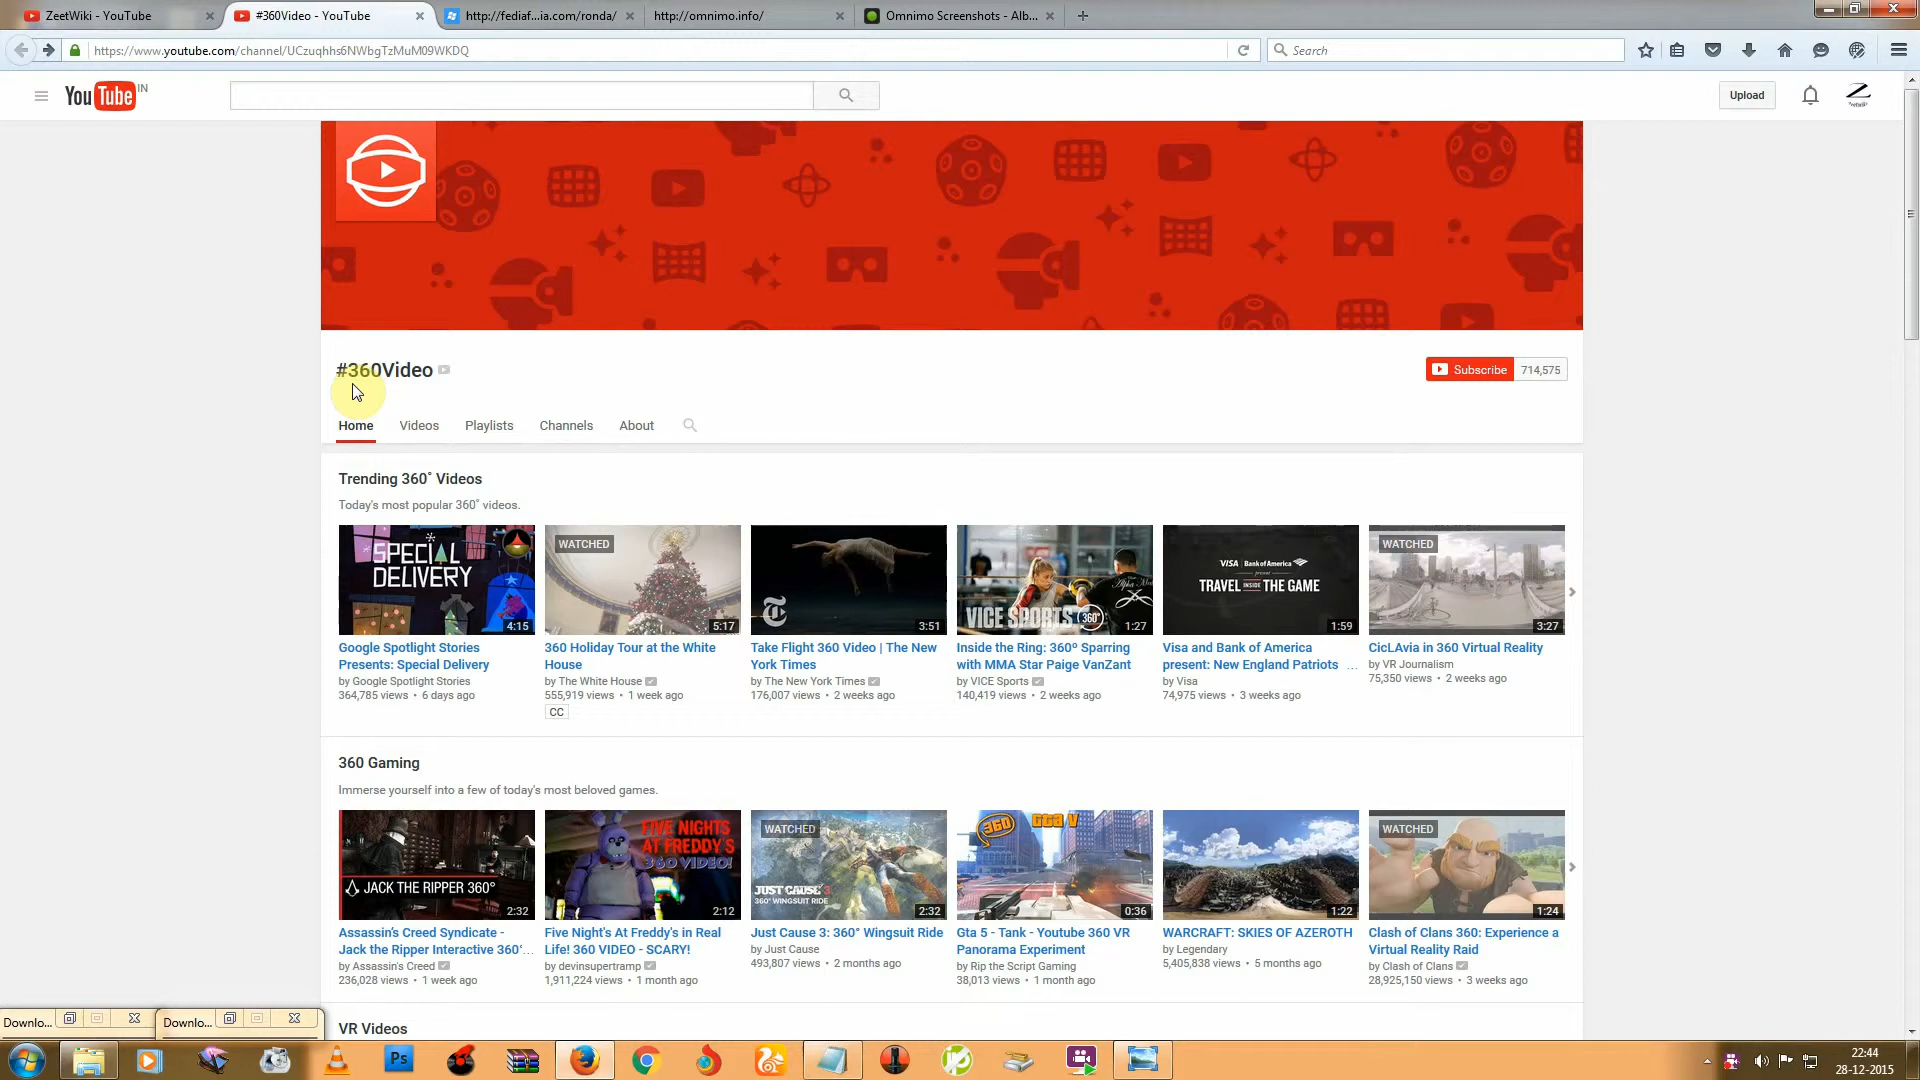 ZeetWiki - YouTube
#360Video - YouTube
http://fediaf...ia.com/ronda/
http://omnimo.info/
Omnimo Screenshots - Alb...
https://www.youtube.com/channel/UCzuqhhs6NWbgTzMuM09WKDQ
Search
YouTube IN
Upload
#360Video
Subscribe 714,575
Home Videos Playlists Channels About
Trending 360° Videos
Today's most popular 360° videos.
SPECIAL
DELIVERY
4:15
WATCHED
5:17
3:51
VICE SPORTS 360°
1:27
VISA Bank of America
present
TRAVEL INSIDE THE GAME
1:59
WATCHED
3:27
Google Spotlight Stories
Presents: Special Delivery
by Google Spotlight Stories
364,785 views • 6 days ago
360 Holiday Tour at the White
House
by The White House
555,919 views • 1 week ago
CC
Take Flight 360 Video | The New
York Times
by The New York Times
176,007 views • 2 weeks ago
Inside the Ring: 360º Sparring
with MMA Star Paige VanZant
by VICE Sports
140,419 views • 2 weeks ago
Visa and Bank of America
present: New England Patriots ...
by Visa
74,975 views • 3 weeks ago
CicLAvia in 360 Virtual Reality
by VR Journalism
75,350 views • 2 weeks ago
360 Gaming
Immerse yourself into a few of today's most beloved games.
JACK THE RIPPER 360°
2:32
FIVE NIGHTS
AT FREDDY'S
360 VIDEO!
2:12
WATCHED
JUST CAUSE 3
360° WINGSUIT RIDE
2:32
360 GTA V
0:36
1:22
WATCHED
1:24
Assassin's Creed Syndicate -
Jack the Ripper Interactive 360°...
by Assassin's Creed
236,028 views • 1 week ago
Five Night's At Freddy's in Real
Life! 360 VIDEO - SCARY!
by devinsupertramp
1,911,224 views • 1 month ago
Just Cause 3: 360° Wingsuit Ride
by Just Cause
493,807 views • 2 months ago
Gta 5 - Tank - Youtube 360 VR
Panorama Experiment
by Rip the Script Gaming
38,013 views • 1 month ago
WARCRAFT: SKIES OF AZEROTH
by Legendary
5,405,838 views • 5 months ago
Clash of Clans 360: Experience a
Virtual Reality Raid
by Clash of Clans
28,925,150 views • 3 weeks ago
VR Videos
Downlo...
Downlo...
Ps
22:44
28-12-2015